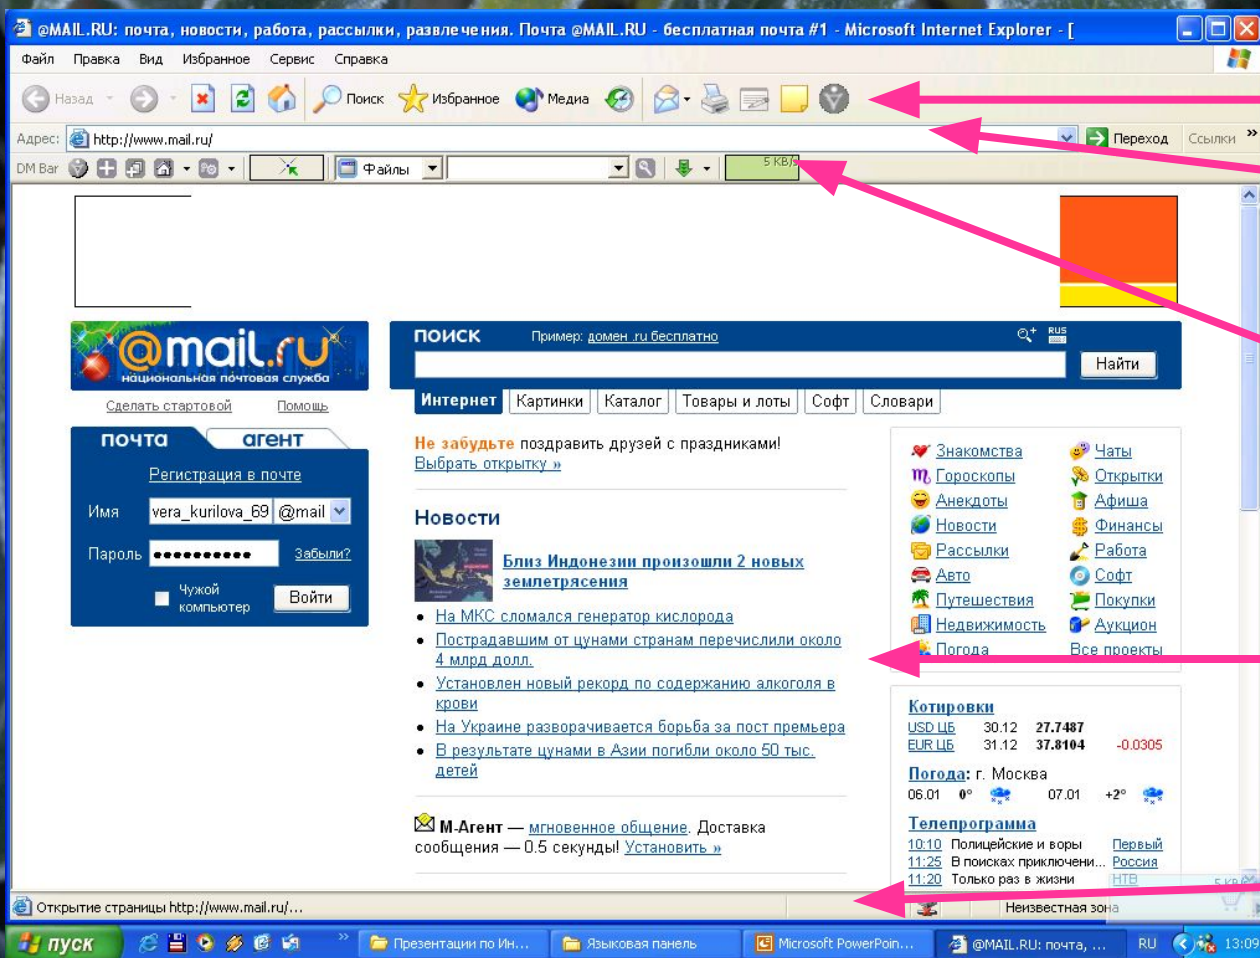 @MAIL.RU: почта, новости, работа, рассылки, развлечения. Почта @MAIL.RU - бесплатная почта #1 - Microsoft Internet Explorer - [
Файл Правка Вид Избранное Сервис Справка
Назад Поиск Избранное Медиа
Адрес: http://www.mail.ru/ Переход Ссылки »
DM Bar Файлы 5 KB/s
@mail.ru
национальная почтовая служба
Сделать стартовой Помощь
поиск Пример: домен .ru бесплатно RUS
Найти
Интернет Картинки Каталог Товары и лоты Софт Словари
почта агент
Регистрация в почте
Имя vera_kurilova_69 @mail
Пароль •••••••••• Забыли?
Чужой
компьютер
Войти
Не забудьте поздравить друзей с праздниками!
Выбрать открытку »
Новости
Близ Индонезии произошли 2 новых
землетрясения
На МКС сломался генератор кислорода
Пострадавшим от цунами странам перечислили около
4 млрд долл.
Установлен новый рекорд по содержанию алкоголя в
крови
На Украине разворачивается борьба за пост премьера
В результате цунами в Азии погибли около 50 тыс.
детей
М-Агент — мгновенное общение. Доставка
сообщения — 0.5 секунды! Установить »
Знакомства Чаты
Гороскопы Открытки
Анекдоты Афиша
Новости Финансы
Рассылки Работа
Авто Софт
Путешествия Покупки
Недвижимость Аукцион
Погода Все проекты
Котировки
USD ЦБ 30.12 27.7487
EUR ЦБ 31.12 37.8104 -0.0305
Погода: г. Москва
06.01 0° 07.01 +2°
Телепрограмма
10:10 Полицейские и воры Первый
11:25 В поисках приключени... Россия
11:20 Только раз в жизни НТВ
Открытие страницы http://www.mail.ru/... Неизвестная зона
пуск » Презентации по Ин... Языковая панель Microsoft PowerPoin... @MAIL.RU: почта, ... RU 13:09